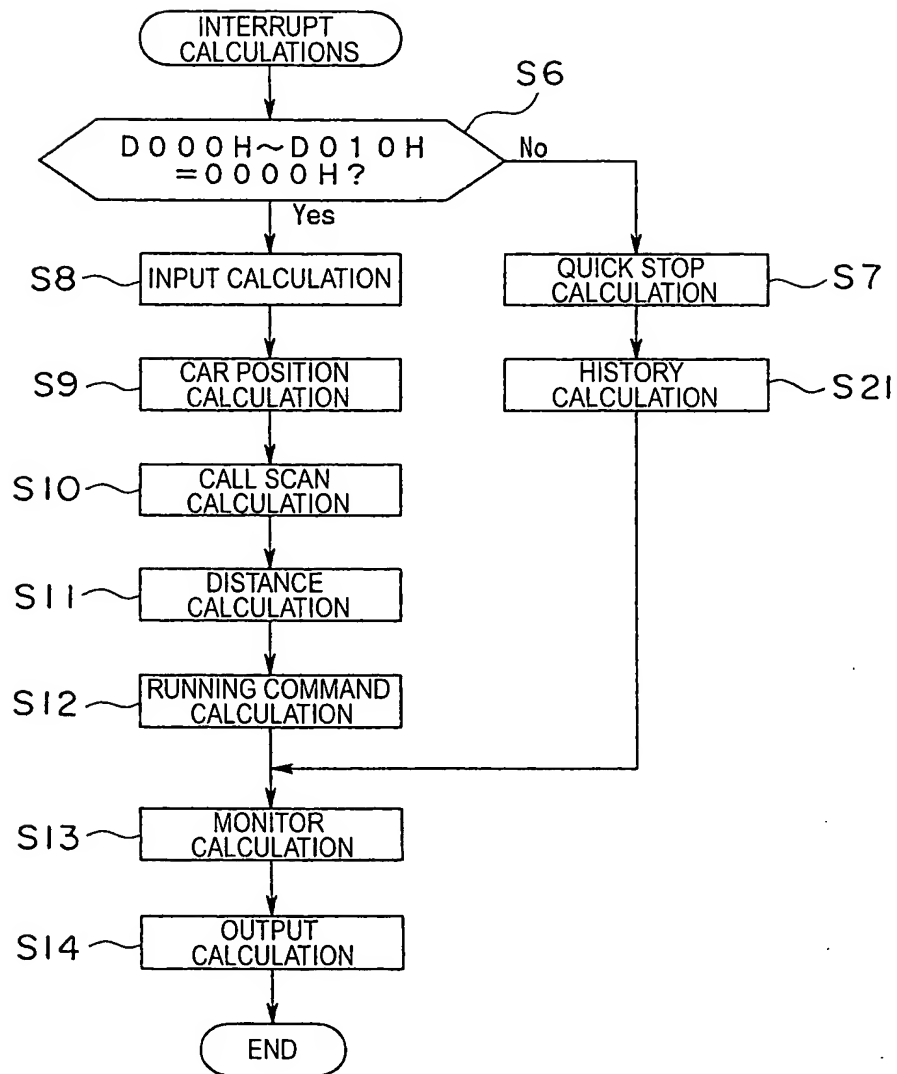 INTERRUPT
CALCULATIONS
S6
D000H~D010H
=0000H?
No
Yes
S8
INPUT CALCULATION
QUICK STOP
CALCULATION
S7
S9
CAR POSITION
CALCULATION
HISTORY
CALCULATION
S21
S10
CALL SCAN
CALCULATION
S11
DISTANCE
CALCULATION
S12
RUNNING COMMAND
CALCULATION
S13
MONITOR
CALCULATION
S14
OUTPUT
CALCULATION
END